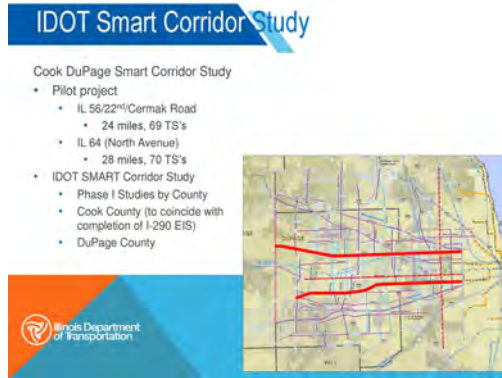 IDOT Smart Corridor Study
Cook DuPage Smart Corridor Study
• Pilot project
• IL 56/22nd/Cermak Road
• 24 miles, 69 TS's
• IL 64 (North Avenue)
• 28 miles, 70 TS's
• IDOT SMART Corridor Study
• Phase I Studies by County
• Cook County (to coincide with
completion of I-290 EIS)
• DuPage County
Illinois Department
of Transportation